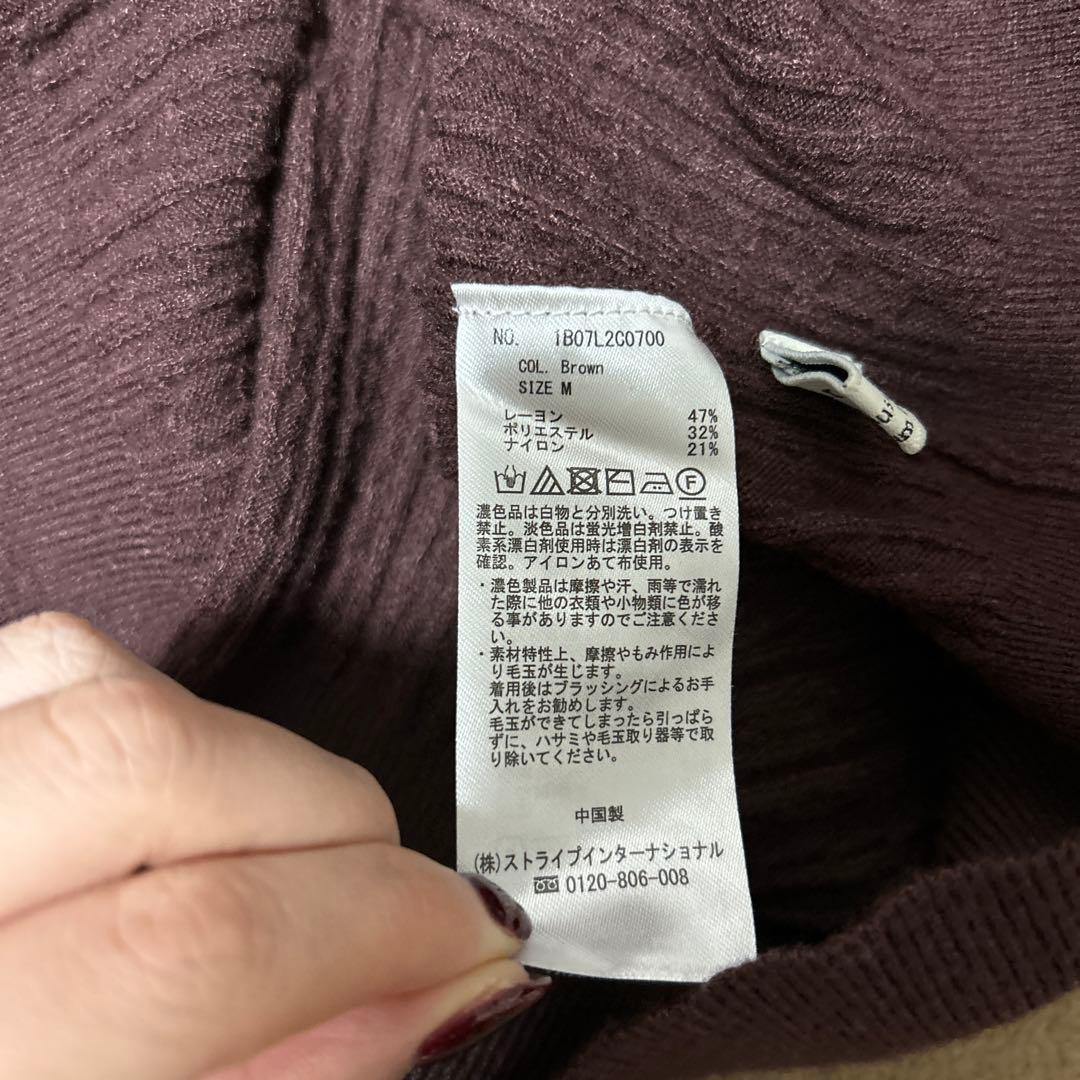 NO. 1B07L2C0700
COL. Brown
SIZE M
レーヨン 47%
ポリエステル 32%
ナイロン 21%
F
濃色品は白物と分別洗い。つけ置き
禁止。淡色品は蛍光増白剤禁止。酸
素系漂白剤使用時は漂白剤の表示を
確認。アイロンあて布使用。
・濃色製品は摩擦や汗、雨等で濡れ
た際に他の衣類や小物類に色が移
る事がありますのでご注意くださ
い。
・素材特性上、摩擦やもみ作用によ
り毛玉が生じます。
着用後はブラッシングによるお手
入れをお勧めします。
毛玉ができてしまったら引っぱら
ずに、ハサミや毛玉取り器等で取
り除いてください。
中国製
(株)ストライプインターナショナル
0120-806-008